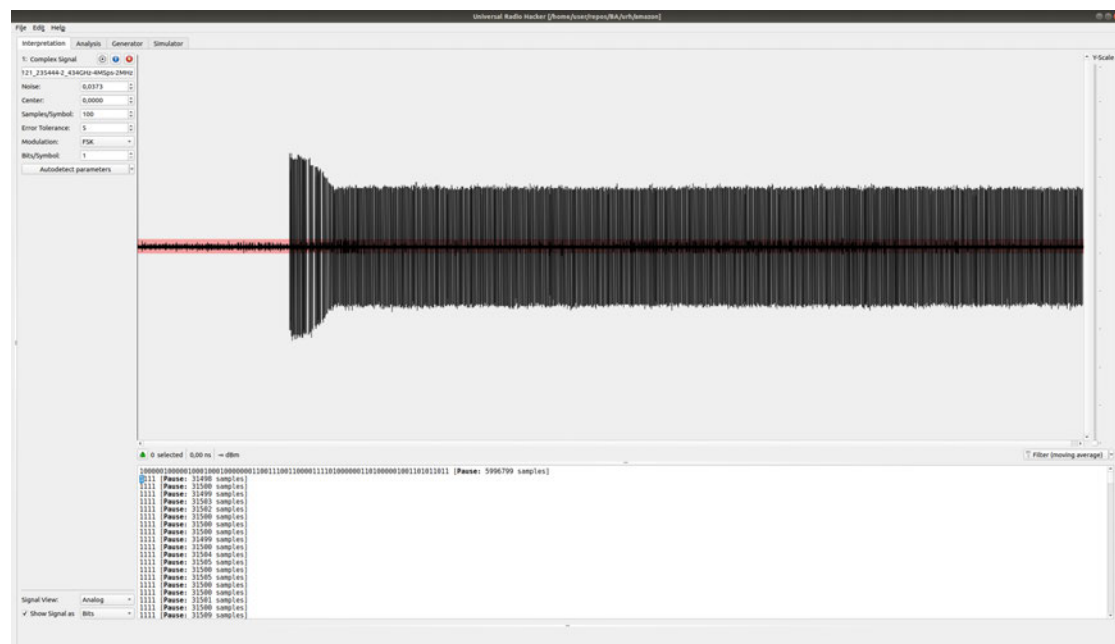 Universal Radio Hacker [/home/user/repos/BA/urh/amazon]
File Edit Help
Interpretation Analysis Generator Simulator
1: Complex Signal
121_235444-2_434GHz-4MSps-2MHz
Noise: 0,0373
Center: 0,0000
Samples/Symbol: 100
Error Tolerance: 5
Modulation: FSK
Bits/Symbol: 1
Autodetect parameters
Y-Scale
0 selected 0,00 ns -∞ dBm
Filter (moving average)
[Pause: 5996799 samples]
1111 [Pause: 31498 samples]
1111 [Pause: 31500 samples]
1111 [Pause: 31499 samples]
1111 [Pause: 31503 samples]
1111 [Pause: 31502 samples]
1111 [Pause: 31500 samples]
1111 [Pause: 31500 samples]
1111 [Pause: 31499 samples]
1111 [Pause: 31500 samples]
1111 [Pause: 31504 samples]
1111 [Pause: 31505 samples]
1111 [Pause: 31500 samples]
1111 [Pause: 31505 samples]
1111 [Pause: 31500 samples]
1111 [Pause: 31500 samples]
1111 [Pause: 31501 samples]
1111 [Pause: 31500 samples]
1111 [Pause: 31509 samples]
Signal View: Analog
Show Signal as Bits